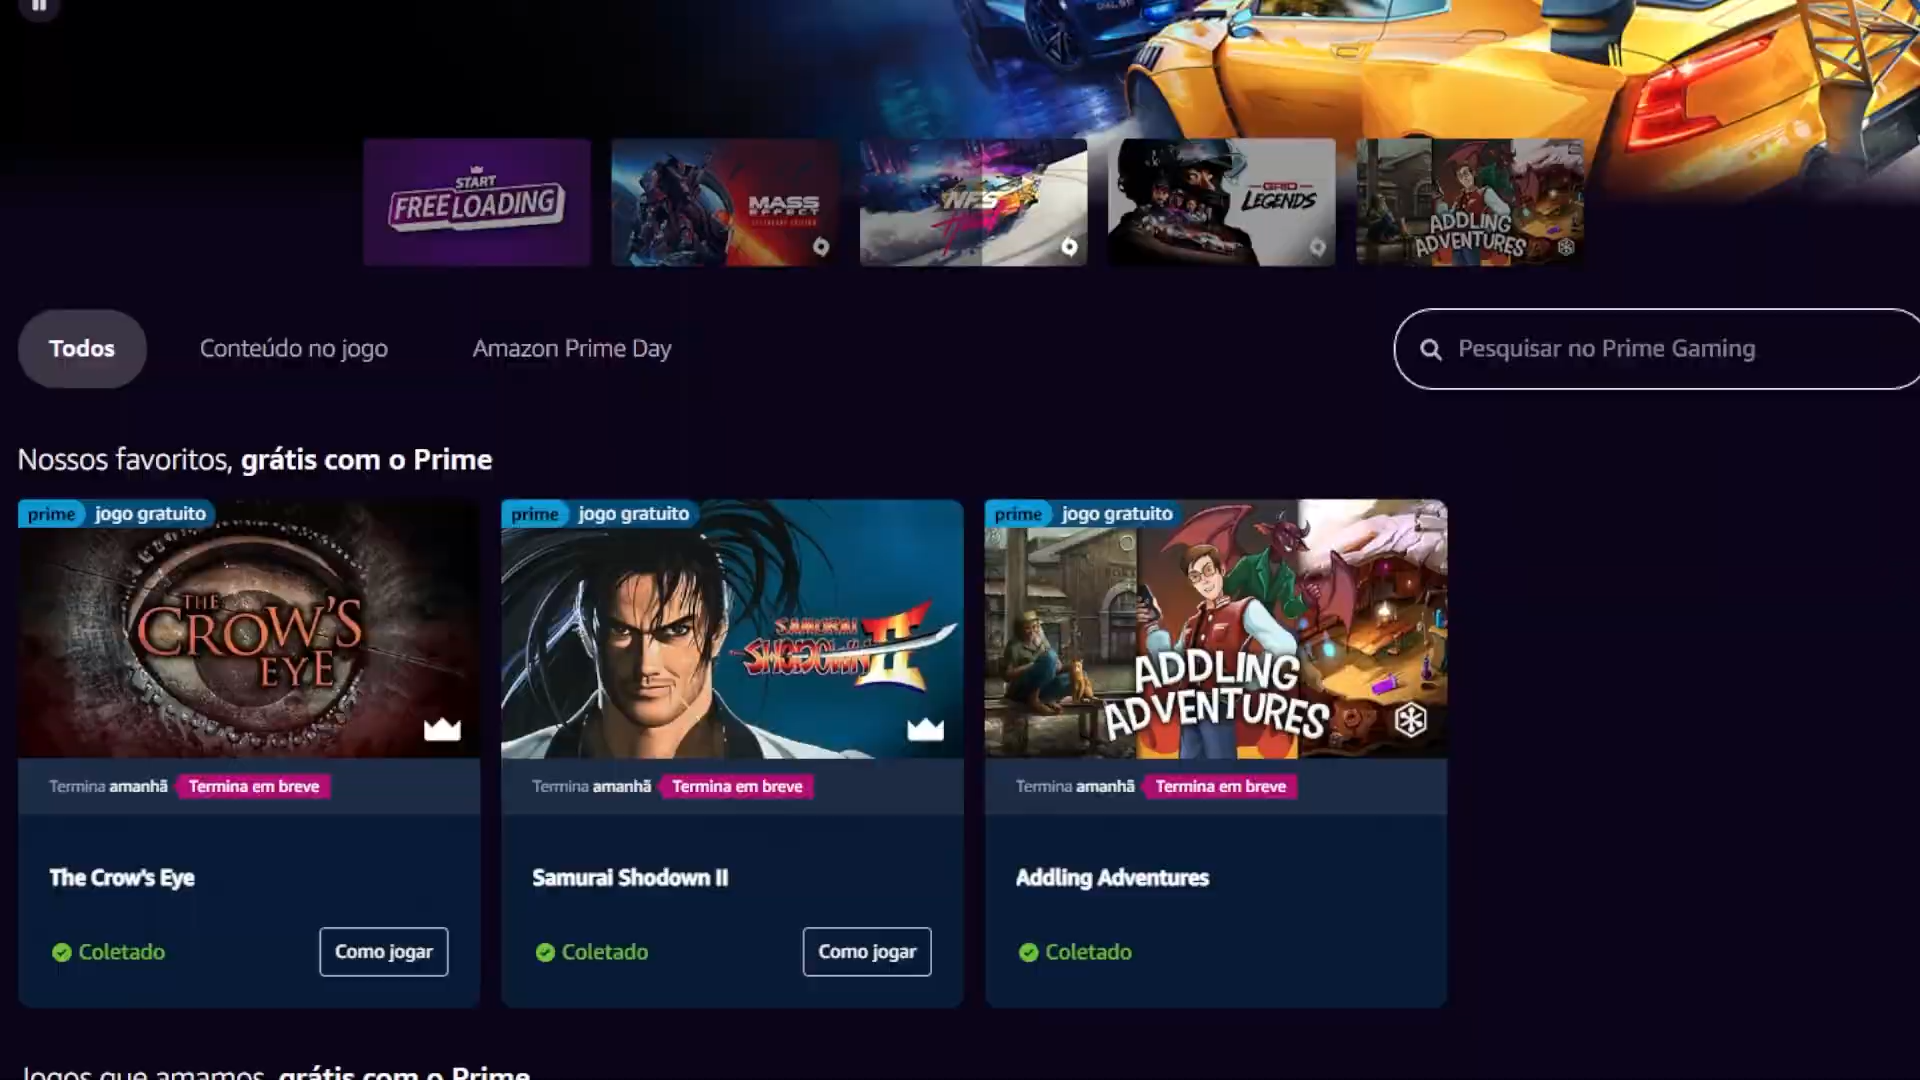 START
FREELOADING
MASS
EFFECT
NFS
GRID
LEGENDS
ADDLING
ADVENTURES
Todos
Conteúdo no jogo
Amazon Prime Day
Pesquisar no Prime Gaming
Nossos favoritos, grátis com o Prime
prime jogo gratuito
THE
CROW'S
EYE
Termina amanhã Termina em breve
The Crow's Eye
Coletado
Como jogar
prime jogo gratuito
SAMURAI
SHODOWN II
Termina amanhã Termina em breve
Samurai Shodown II
Coletado
Como jogar
prime jogo gratuito
ADDLING
ADVENTURES
Termina amanhã Termina em breve
Addling Adventures
Coletado
Jogos que amamos, grátis com o Prime